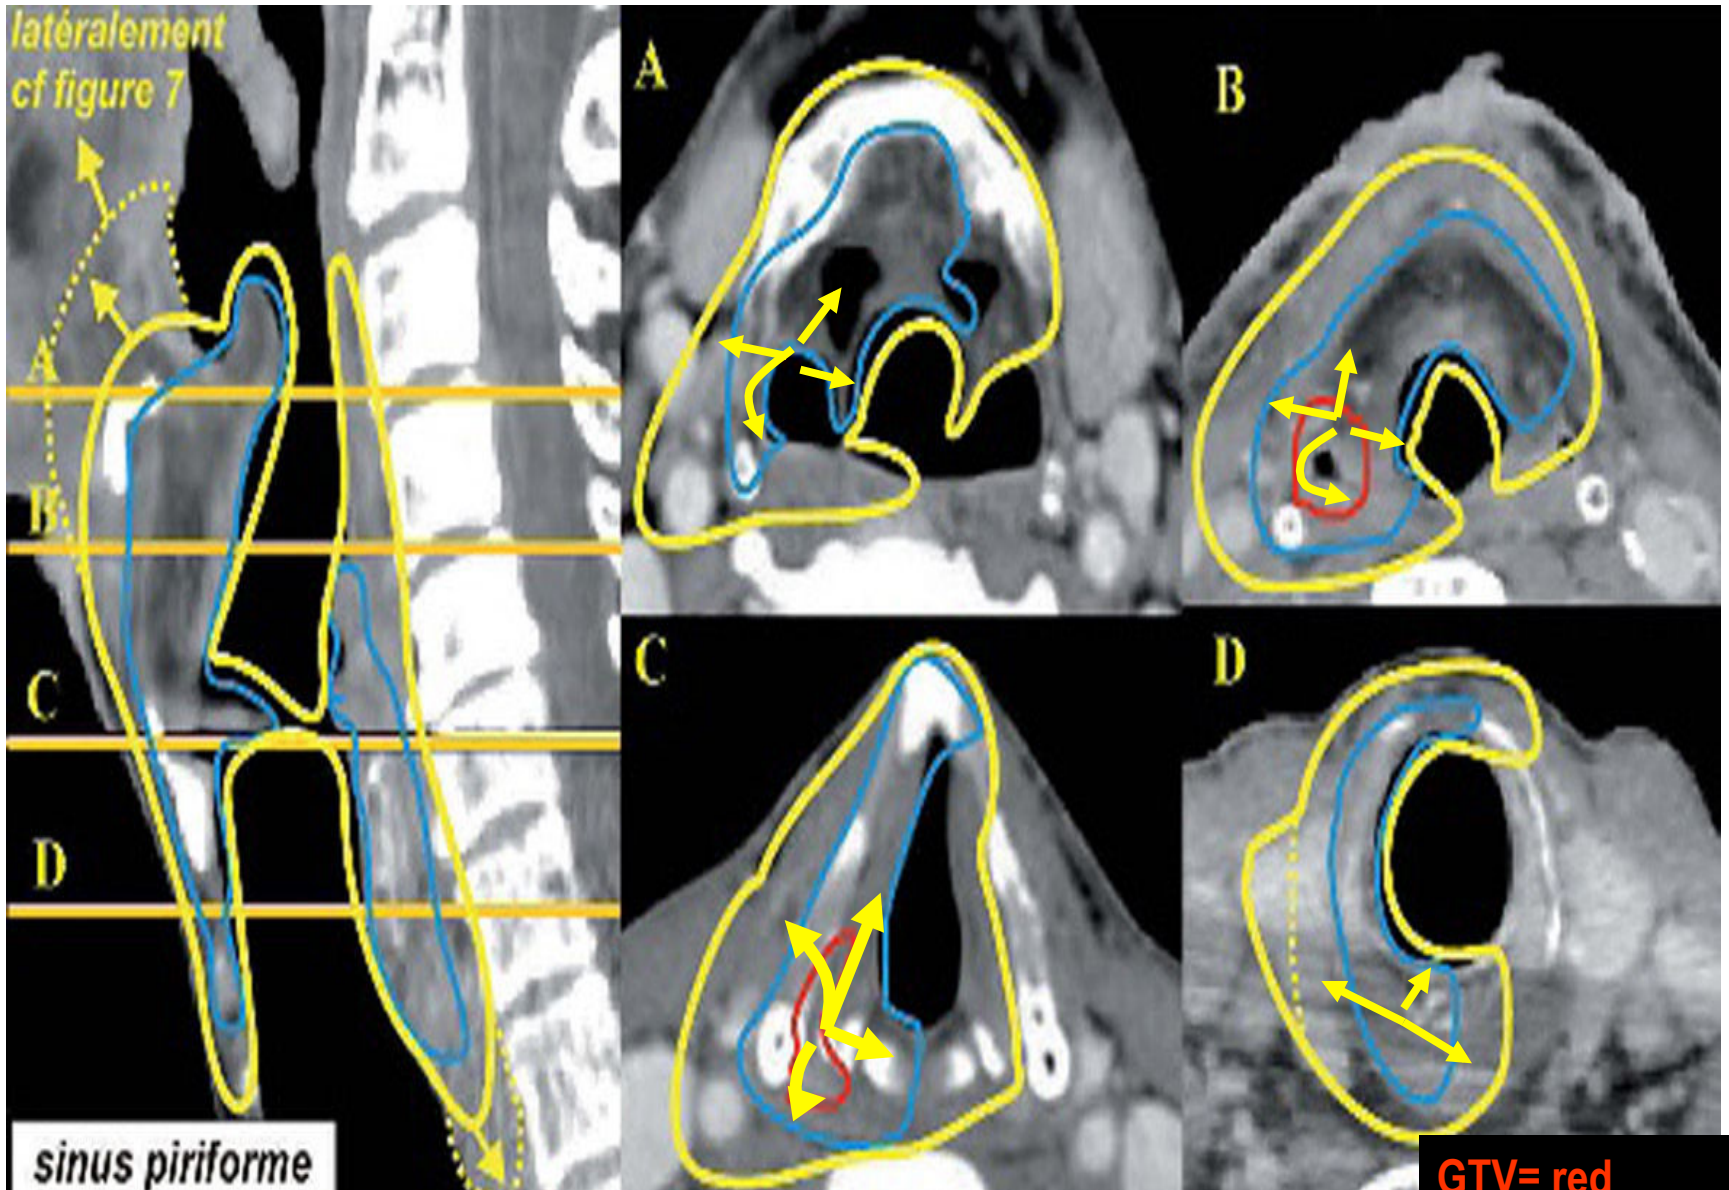 latéralement
cf figure 7
A
B
C
D
sinus piriforme
A
B
C
D
GTV= red